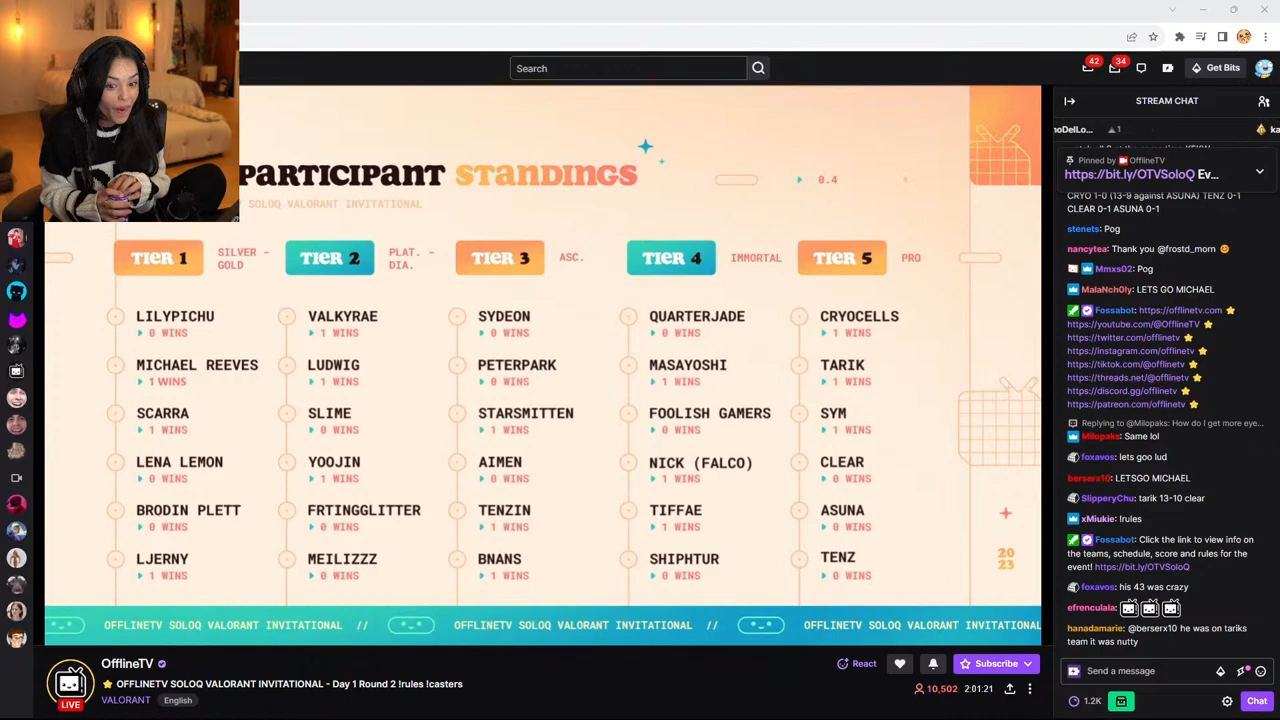 Search
42
34
Get Bits
PARTICIPANT STANDINGS
SOLOQ VALORANT INVITATIONAL
0.4
TIER 1
SILVER -
GOLD
TIER 2
PLAT. -
DIA.
TIER 3
ASC.
TIER 4
IMMORTAL
TIER 5
PRO
LILYPICHU
0 WINS
MICHAEL REEVES
1 WINS
SCARRA
1 WINS
LENA LEMON
0 WINS
BRODIN PLETT
0 WINS
LJERNY
1 WINS
VALKYRAE
1 WINS
LUDWIG
1 WINS
SLIME
0 WINS
YOOJIN
1 WINS
FRTINGGLITTER
0 WINS
MEILIZZZ
0 WINS
SYDEON
0 WINS
PETERPARK
0 WINS
STARSMITTEN
1 WINS
AIMEN
0 WINS
TENZIN
1 WINS
BNANS
1 WINS
QUARTERJADE
0 WINS
MASAYOSHI
1 WINS
FOOLISH GAMERS
0 WINS
NICK (FALCO)
1 WINS
TIFFAE
1 WINS
SHIPHTUR
0 WINS
CRYOCELLS
1 WINS
TARIK
1 WINS
SYM
1 WINS
CLEAR
0 WINS
ASUNA
0 WINS
TENZ
0 WINS
20
23
OFFLINETV SOLOQ VALORANT INVITATIONAL // OFFLINETV SOLOQ VALORANT INVITATIONAL // OFFLINETV SOLOQ VALORANT INVITATIONAL
OfflineTV
LIVE
OFFLINETV SOLOQ VALORANT INVITATIONAL - Day 1 Round 2 !rules !casters
VALORANT English
React
Subscribe
10,502 2:01:21
STREAM CHAT
noDelLo... 1 ka
Pinned by OfflineTV
https://bit.ly/OTVSoloQ Ev...
CRYO 1-0 (13-9 against ASUNA) TENZ 0-1
CLEAR 0-1 ASUNA 0-1
stenets: Pog
nancytea: Thank you @frostd_morn
Mmxs02: Pog
MalaNch0ly: LETS GO MICHAEL
Fossabot: https://offlinetv.com
https://youtube.com/@OfflineTV
https://twitter.com/offlinetv
https://instagram.com/offlinetv
https://tiktok.com/@offlinetv
https://threads.net/@offlinetv
https://discord.gg/offlinetv
https://patreon.com/offlinetv
Replying to @Milopaks: How do I get more eye...
Milopaks: Same lol
foxavos: lets goo lud
berserx10: LETSGO MICHAEL
SlipperyChu: tarik 13-10 clear
xMiukie: !rules
Fossabot: Click the link to view info on
the teams, schedule, score and rules for the
event! https://bit.ly/OTVSoloQ
foxavos: his 43 was crazy
efrenculala:
hanadamarie: @berserx10 he was on tariks
team it was nutty
Send a message
1.2K
Chat